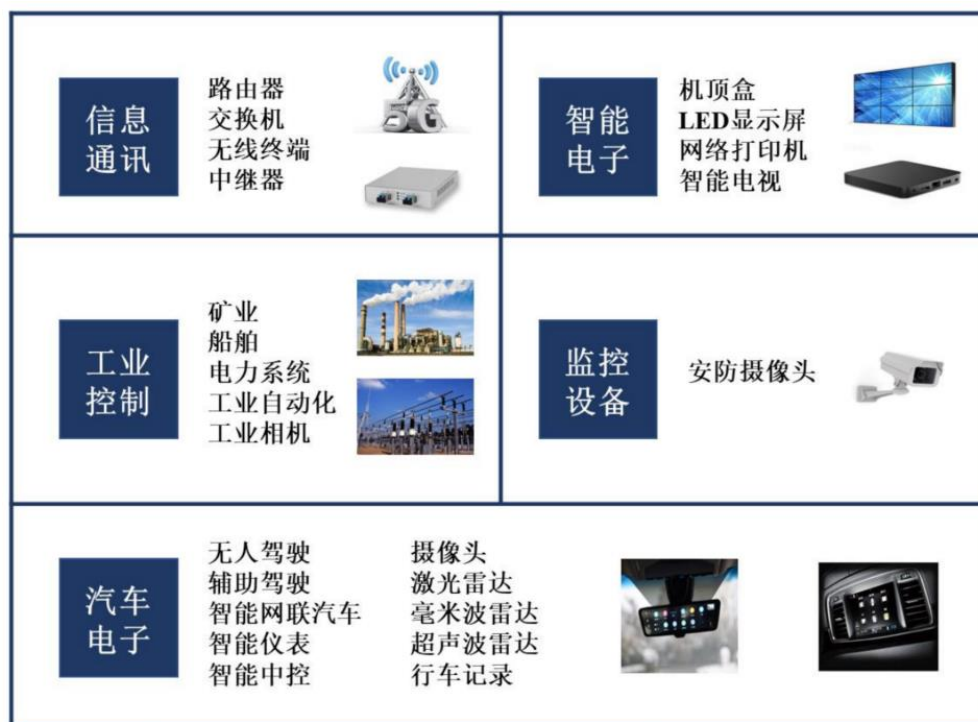 信息
通讯
路由器
交换机
无线终端
中继器
5G
智能
电子
机顶盒
LED显示屏
网络打印机
智能电视
工业
控制
矿业
船舶
电力系统
工业自动化
工业相机
监控
设备
安防摄像头
汽车
电子
无人驾驶
辅助驾驶
智能网联汽车
智能仪表
智能中控
摄像头
激光雷达
毫米波雷达
超声波雷达
行车记录